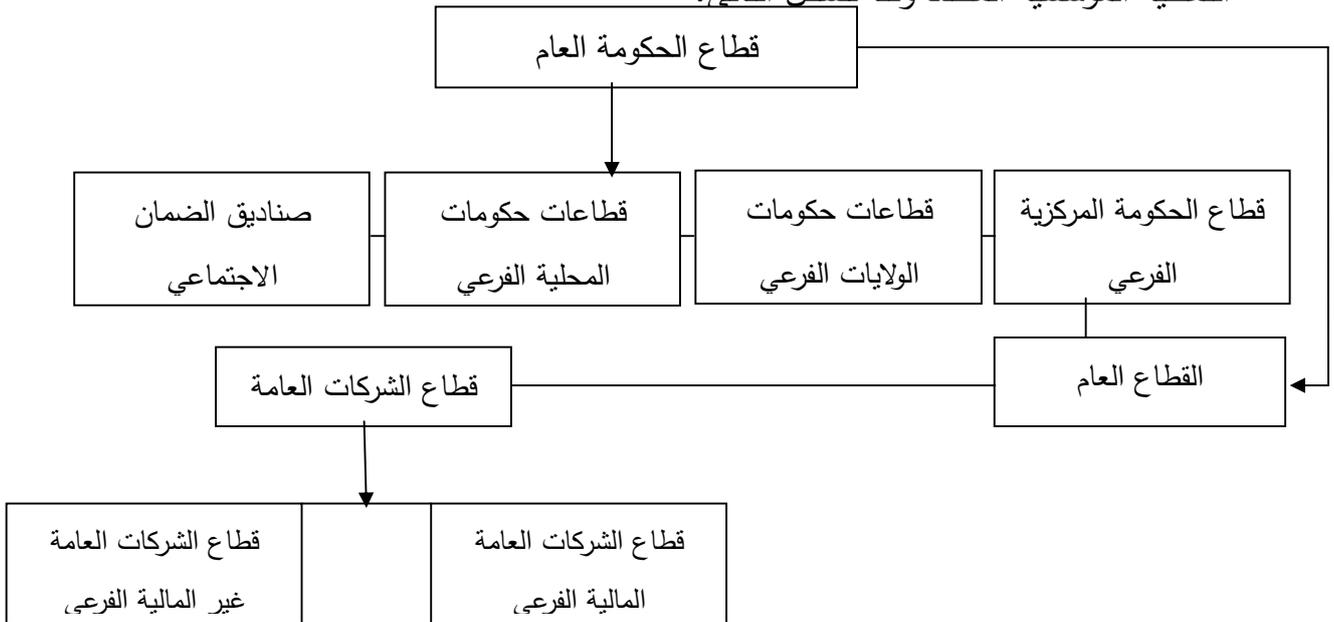 قطاع الحكومة العام
قطاع الحكومة المركزية
الفرعي
قطاعات حكومات
الولايات الفرعي
قطاعات حكومات
المحلية الفرعي
صناديق الضمان
الاجتماعي
القطاع العام
قطاع الشركات العامة
قطاع الشركات العامة
المالية الفرعي
قطاع الشركات العامة
غير المالية الفرعي